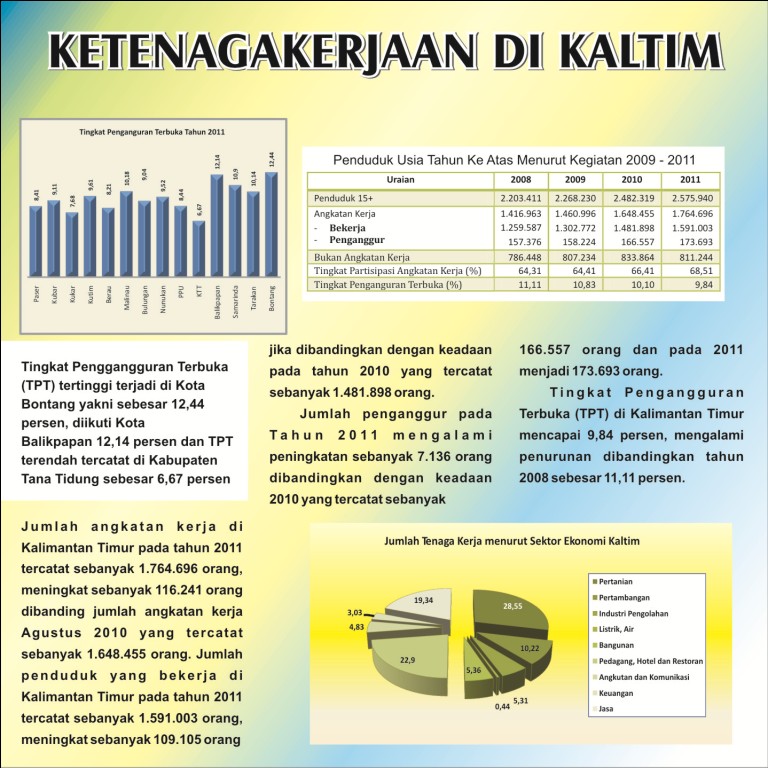 KETENAGAKERJAAN DI KALTIM
Tingkat Penganguran Terbuka Tahun 2011
8,41
9,11
7,68
9,61
8,21
10,18
9,04
9,52
8,44
6,67
12,14
10,9
10,14
12,44
Paser
Kubar
Kukar
Kutim
Berau
Malinau
Bulungan
Nunukan
PPU
KTT
Balikpapan
Samarinda
Tarakan
Bontang
Penduduk Usia Tahun Ke Atas Menurut Kegiatan 2009 - 2011
Uraian 2008 2009 2010 2011
Penduduk 15+ 2.203.411 2.268.230 2.482.319 2.575.940
Angkatan Kerja 1.416.963 1.460.996 1.648.455 1.764.696
- Bekerja 1.259.587 1.302.772 1.481.898 1.591.003
- Penganggur 157.376 158.224 166.557 173.693
Bukan Angkatan Kerja 786.448 807.234 833.864 811.244
Tingkat Partisipasi Angkatan Kerja (%) 64,31 64,41 66,41 68,51
Tingkat Penganguran Terbuka (%) 11,11 10,83 10,10 9,84
Tingkat Penggangguran Terbuka
(TPT) tertinggi terjadi di Kota
Bontang yakni sebesar 12,44
persen, diikuti Kota
Balikpapan 12,14 persen dan TPT
terendah tercatat di Kabupaten
Tana Tidung sebesar 6,67 persen
Jumlah angkatan kerja di
Kalimantan Timur pada tahun 2011
tercatat sebanyak 1.764.696 orang,
meningkat sebanyak 116.241 orang
dibanding jumlah angkatan kerja
Agustus 2010 yang tercatat
sebanyak 1.648.455 orang. Jumlah
penduduk yang bekerja di
Kalimantan Timur pada tahun 2011
tercatat sebanyak 1.591.003 orang,
meningkat sebanyak 109.105 orang
jika dibandingkan dengan keadaan
pada tahun 2010 yang tercatat
sebanyak 1.481.898 orang.
Jumlah penganggur pada
Tahun 2011 mengalami
peningkatan sebanyak 7.136 orang
dibandingkan dengan keadaan
2010 yang tercatat sebanyak
166.557 orang dan pada 2011
menjadi 173.693 orang.
Tingkat Pengangguran
Terbuka (TPT) di Kalimantan Timur
mencapai 9,84 persen, mengalami
penurunan dibandingkan tahun
2008 sebesar 11,11 persen.
Jumlah Tenaga Kerja menurut Sektor Ekonomi Kaltim
28,55
10,22
5,31
0,44
5,36
22,9
4,83
3,03
19,34
Pertanian
Pertambangan
Industri Pengolahan
Listrik, Air
Bangunan
Pedagang, Hotel dan Restoran
Angkutan dan Komunikasi
Keuangan
Jasa